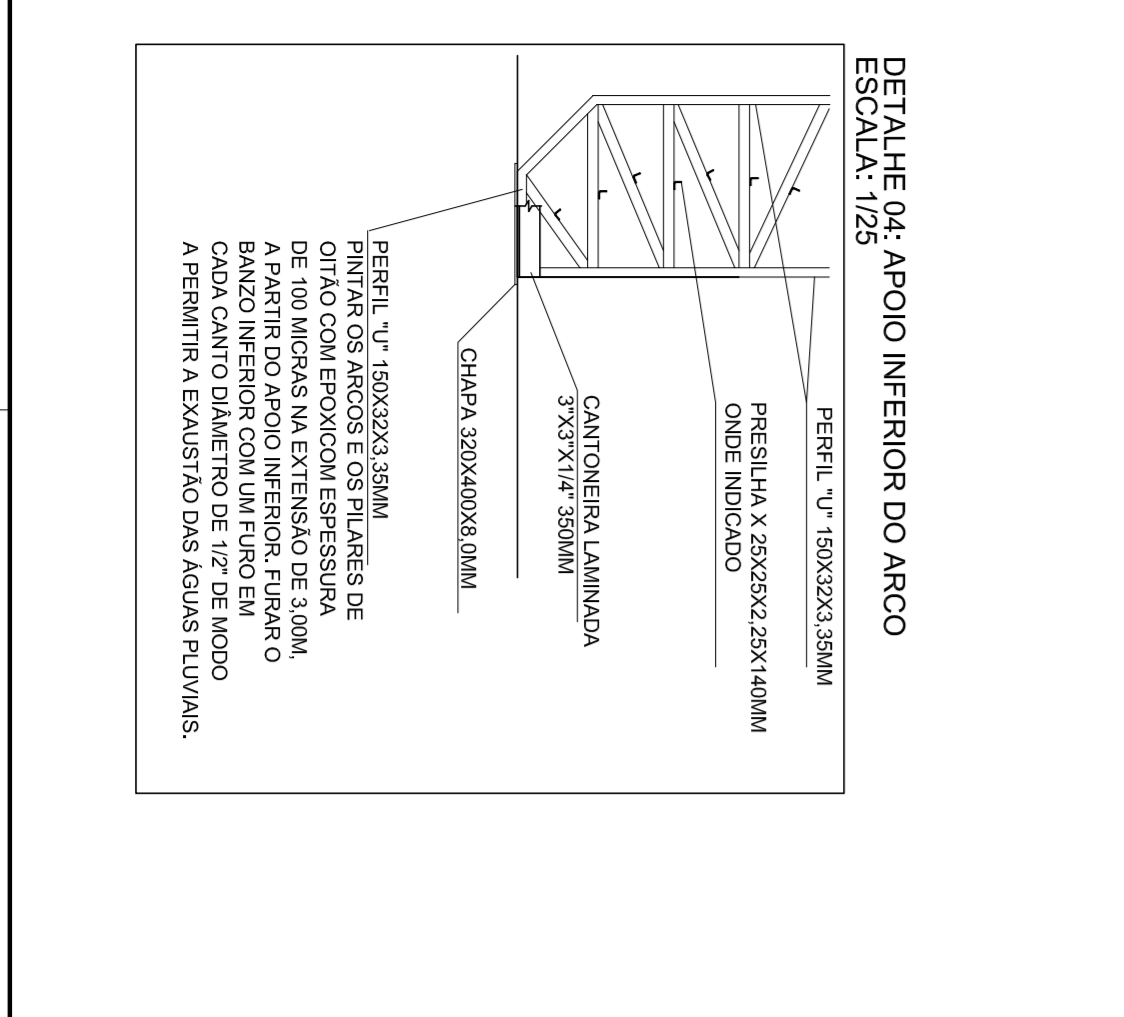 DETALHE 04: APOIO INFERIOR DO ARCO
ESCALA: 1/25
PERFIL "U" 150X32X3,35MM
PRESILHA X 25X25X2,25X140MM
ONDE INDICADO
CANTONEIRA LAMINADA
3"X3"X1/4" 350MM
CHAPA 320X400X8,0MM
PERFIL "U" 150X32X3,35MM
PINTAR OS ARCOS E OS PILARES DE
OITÃO COM EPOXICOM ESPESSURA
DE 100 MICRAS NA EXTENSÃO DE 3,00M,
A PARTIR DO APOIO INFERIOR. FURAR O
BANZO INFERIOR COM UM FURO EM
CADA CANTO DIÂMETRO DE 1/2" DE MODO
A PERMITIR A EXAUSTÃO DAS ÁGUAS PLUVIAIS.